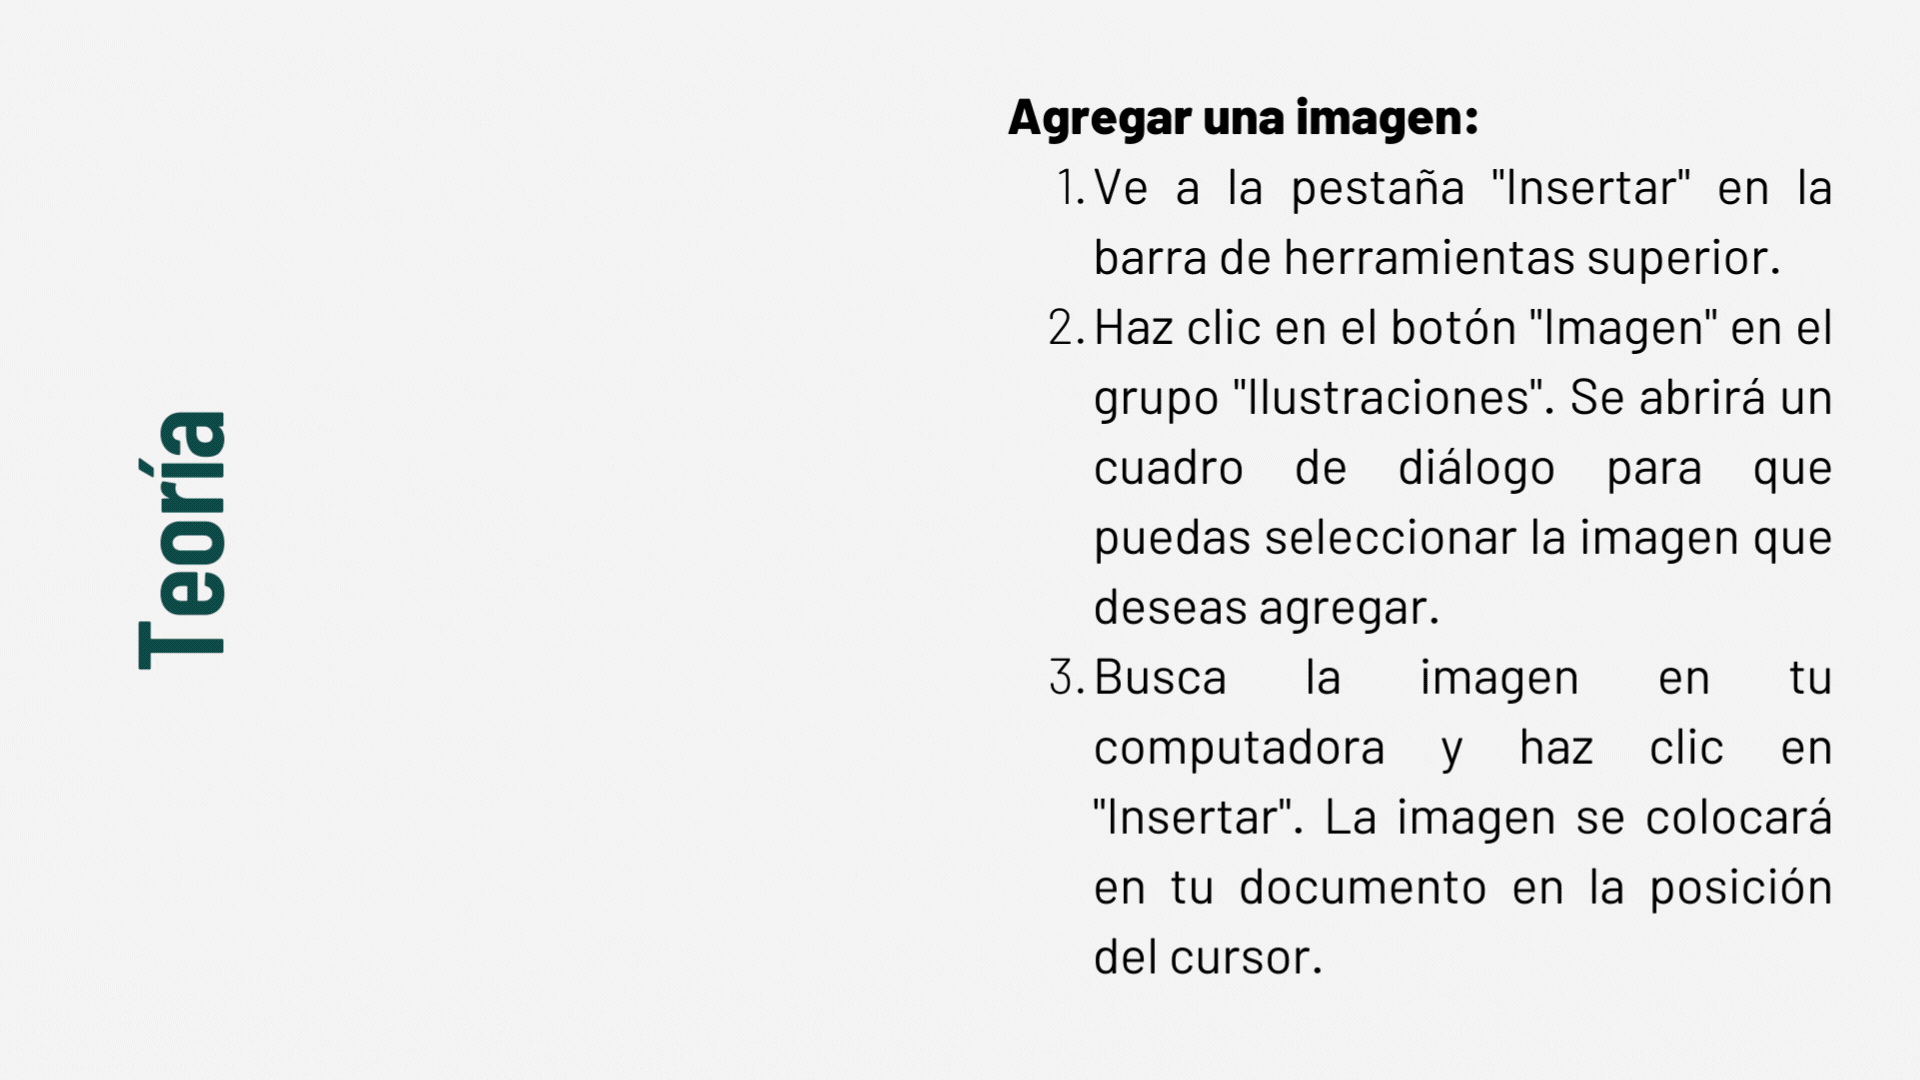 Teoría
Agregar una imagen:
1. Ve a la pestaña "Insertar" en la
barra de herramientas superior.
2. Haz clic en el botón "Imagen" en el
grupo "Ilustraciones". Se abrirá un
cuadro de diálogo para que
puedas seleccionar la imagen que
deseas agregar.
3. Busca la imagen en tu
computadora y haz clic en
"Insertar". La imagen se colocará
en tu documento en la posición
del cursor.